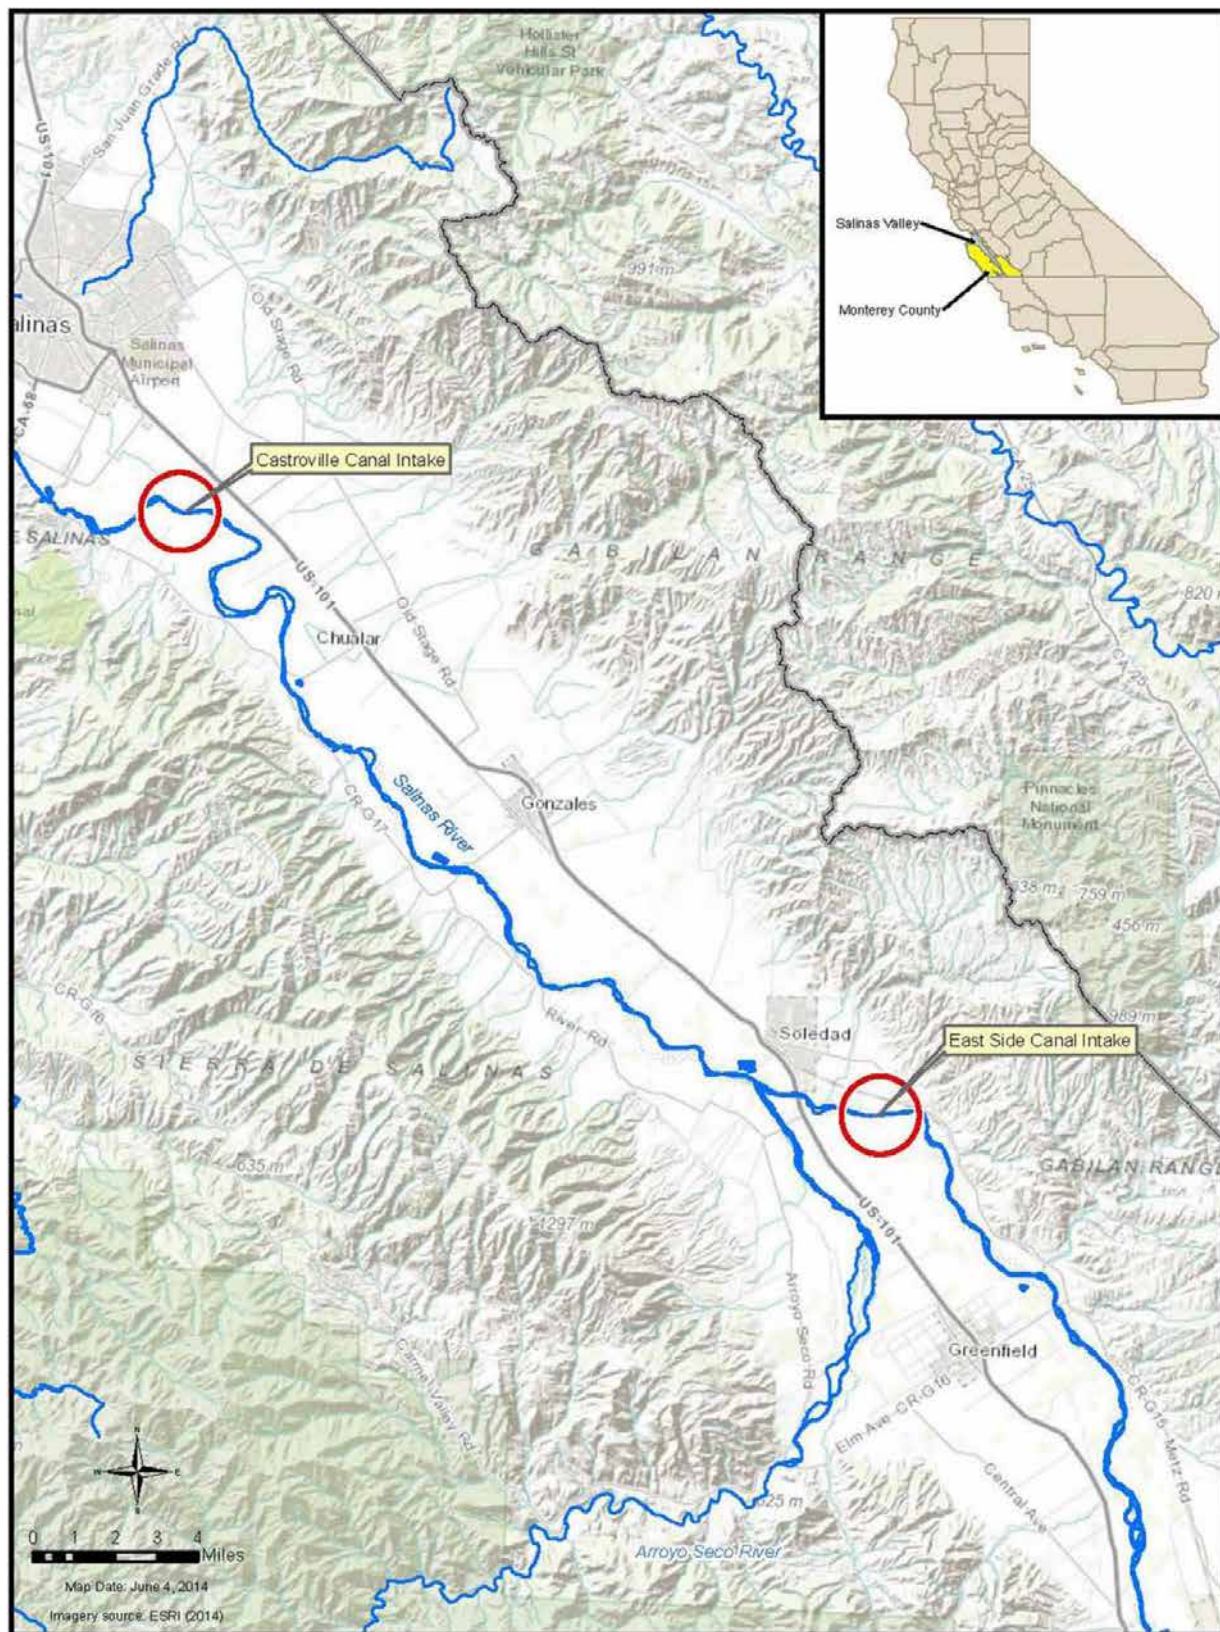 Hollister
Hills St
Vehicular Park
San Juan Grade Rd
US-101
991 m
Salinas Valley
Monterey County
alinas
Salinas
Municipal
Airport
Old Stage Rd
CA-68
Castroville Canal Intake
E SALINAS
GABILAN RANGE
820 m
US-101
Old Stage Rd
Chualar
CA-25
Salinas River
Gonzales
CR-G17
Pinnacles
National
Monument
759 m
456 m
989 m
CR-G16
River Rd
Soledad
East Side Canal Intake
SIERRA DE SALINAS
635 m
GABILAN RANGE
1297 m
US-101
Arroyo Seco Rd
Greenfield
Carmel Valley Rd
Elm Ave CR-G16
CR-G15 - Metz Rd
Central Ave
N
W
E
S
625 m
Arroyo Seco River
0 1 2 3 4
Miles
Map Date: June 4, 2014
Imagery source: ESRI (2014)